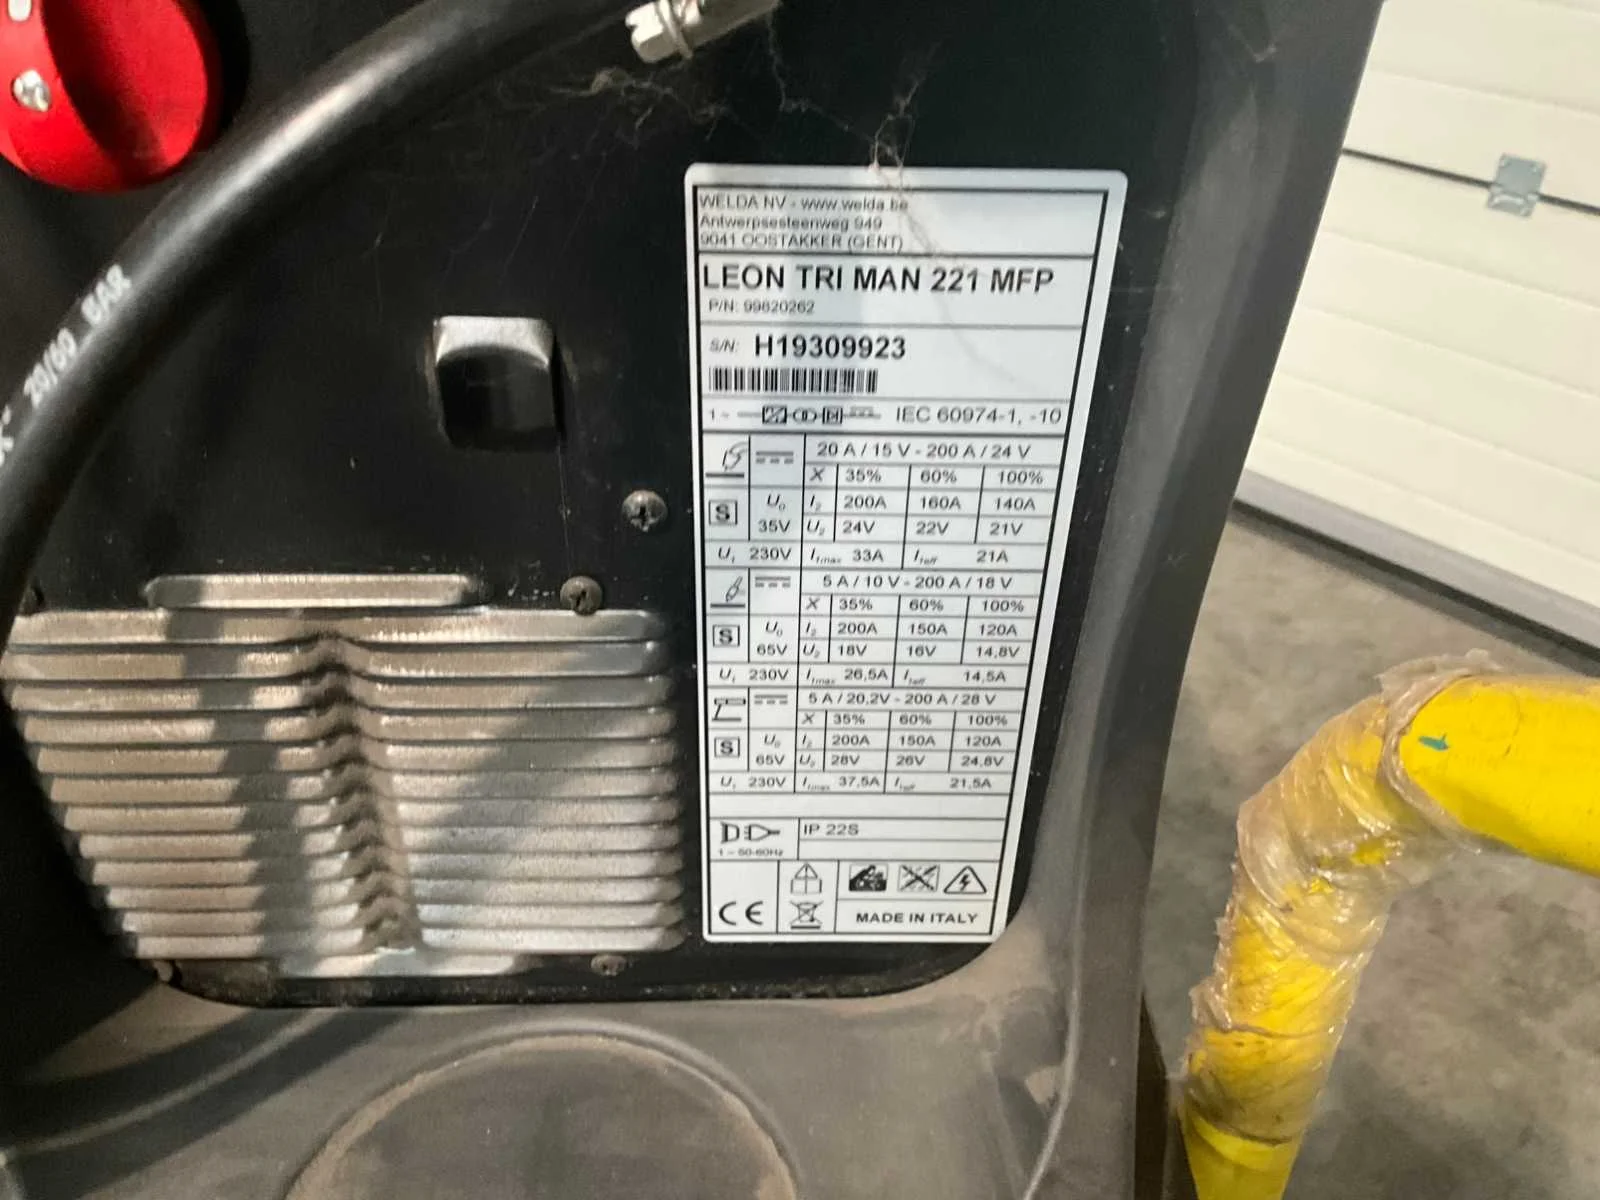 20/60 BAR
WELDA NV - www.welda.be
Antwerpsesteenweg 949
9041 OOSTAKKER (GENT)
LEON TRI MAN 221 MFP
P/N: 99820262
S/N: H19309923
1 ~ IEC 60974-1, -10
20 A / 15 V - 200 A / 24 V
X 35% 60% 100%
S U0 I2 200A 160A 140A
35V U2 24V 22V 21V
U1 230V I1max 33A I1eff 21A
5 A / 10 V - 200 A / 18 V
X 35% 60% 100%
S U0 I2 200A 150A 120A
65V U2 18V 16V 14,8V
U1 230V I1max 26,5A I1eff 14,5A
5 A / 20,2V - 200 A / 28 V
X 35% 60% 100%
S U0 I2 200A 150A 120A
65V U2 28V 26V 24,8V
U1 230V I1max 37,5A I1eff 21,5A
IP 22S
1 ~ 50-60Hz
CE
MADE IN ITALY